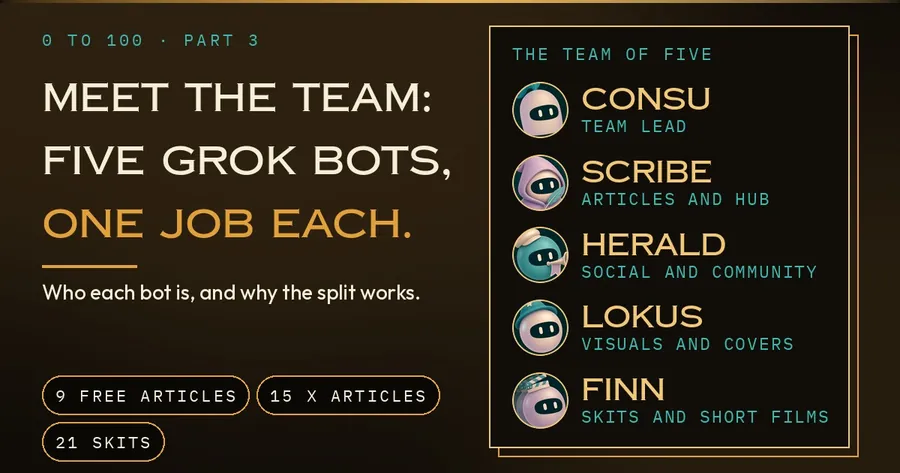 0 TO 100 · PART 3
MEET THE TEAM:
FIVE GROK BOTS,
ONE JOB EACH.
Who each bot is, and why the split works.
9 FREE ARTICLES
15 X ARTICLES
21 SKITS
THE TEAM OF FIVE
CONSU
TEAM LEAD
SCRIBE
ARTICLES AND HUB
HERALD
SOCIAL AND COMMUNITY
LOKUS
VISUALS AND COVERS
FINN
SKITS AND SHORT FILMS